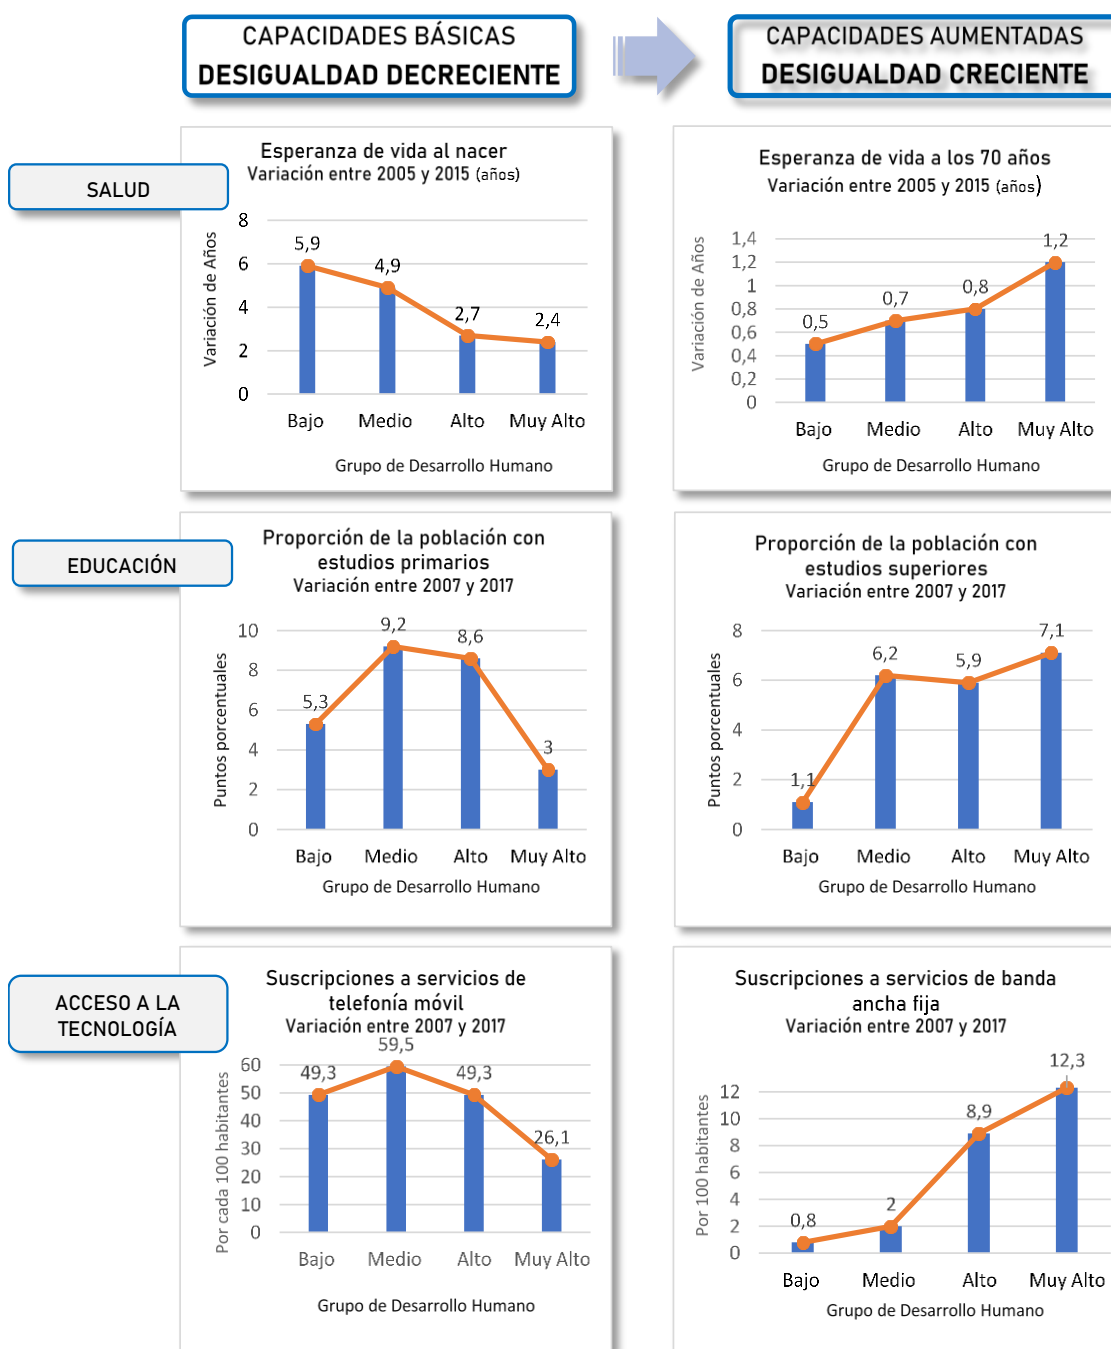 CAPACIDADES BÁSICAS
DESIGUALDAD DECRECIENTE
CAPACIDADES AUMENTADAS
DESIGUALDAD CRECIENTE
SALUD
Esperanza de vida al nacer
Variación entre 2005 y 2015 (años)
Variación de Años
8
6
4
2
0
5,9
4,9
2,7
2,4
Bajo
Medio
Alto
Muy Alto
Grupo de Desarrollo Humano
Esperanza de vida a los 70 años
Variación entre 2005 y 2015 (años)
Variación de Años
1,4
1,2
1
0,8
0,6
0,4
0,2
0
0,5
0,7
0,8
1,2
Bajo
Medio
Alto
Muy Alto
Grupo de Desarrollo Humano
EDUCACIÓN
Proporción de la población con
estudios primarios
Variación entre 2007 y 2017
Puntos porcentuales
10
8
6
4
2
0
5,3
9,2
8,6
3
Bajo
Medio
Alto
Muy Alto
Grupo de Desarrollo Humano
Proporción de la población con
estudios superiores
Variación entre 2007 y 2017
Puntos porcentuales
8
6
4
2
0
1,1
6,2
5,9
7,1
Bajo
Medio
Alto
Muy Alto
Grupo de Desarrollo Humano
ACCESO A LA
TECNOLOGÍA
Suscripciones a servicios de
telefonía móvil
Variación entre 2007 y 2017
Por cada 100 habitantes
60
50
40
30
20
10
0
49,3
59,5
49,3
26,1
Bajo
Medio
Alto
Muy Alto
Grupo de Desarrollo Humano
Suscripciones a servicios de banda
ancha fija
Variación entre 2007 y 2017
Por 100 habitantes
12
10
8
6
4
2
0
0,8
2
8,9
12,3
Bajo
Medio
Alto
Muy Alto
Grupo de Desarrollo Humano